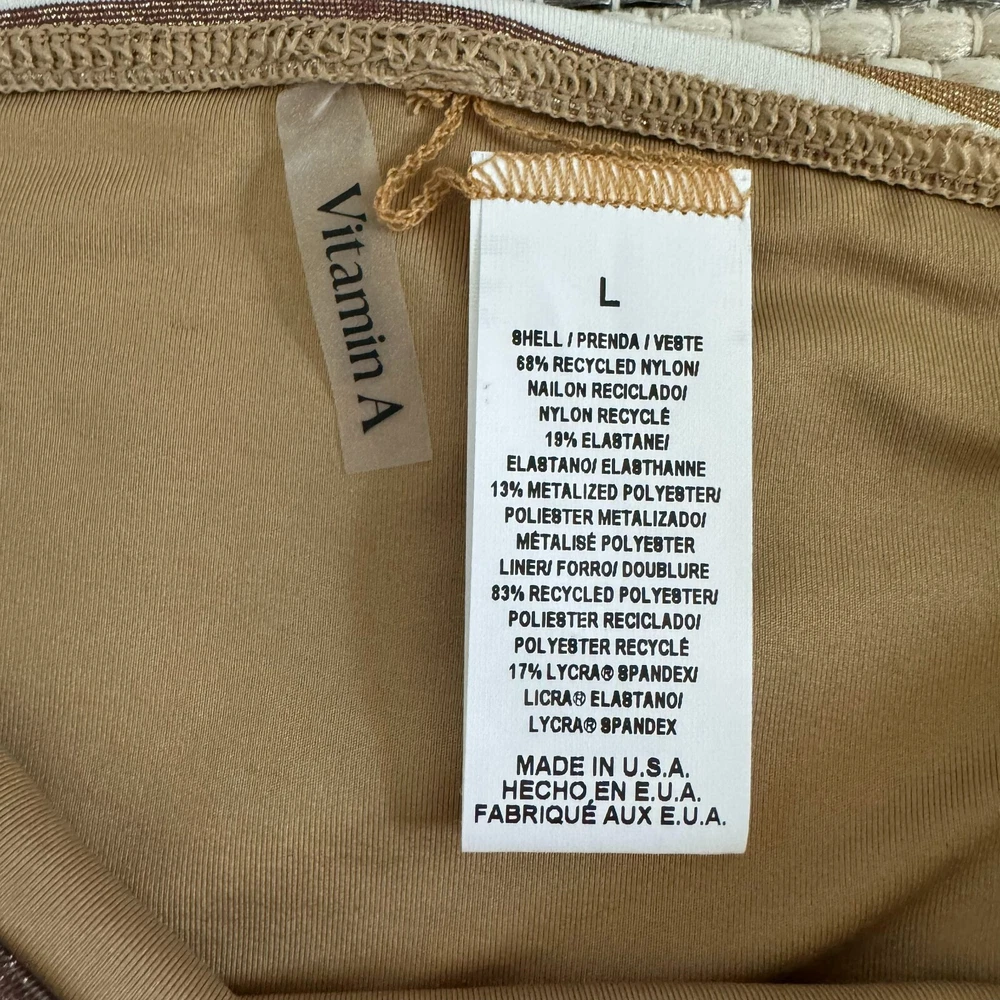 Vitamin A
L
SHELL / PRENDA / VESTE
68% RECYCLED NYLON/
NAILON RECICLADO/
NYLON RECYCLÉ
19% ELASTANE/
ELASTANO/ ELASTHANNE
13% METALIZED POLYESTER/
POLIESTER METALIZADO/
MÉTALISÉ POLYESTER
LINER/ FORRO/ DOUBLURE
83% RECYCLED POLYESTER/
POLIESTER RECICLADO/
POLYESTER RECYCLÉ
17% LYCRA® SPANDEX/
LICRA® ELASTANO/
LYCRA® SPANDEX
MADE IN U.S.A.
HECHO EN E.U.A.
FABRIQUÉ AUX E.U.A.